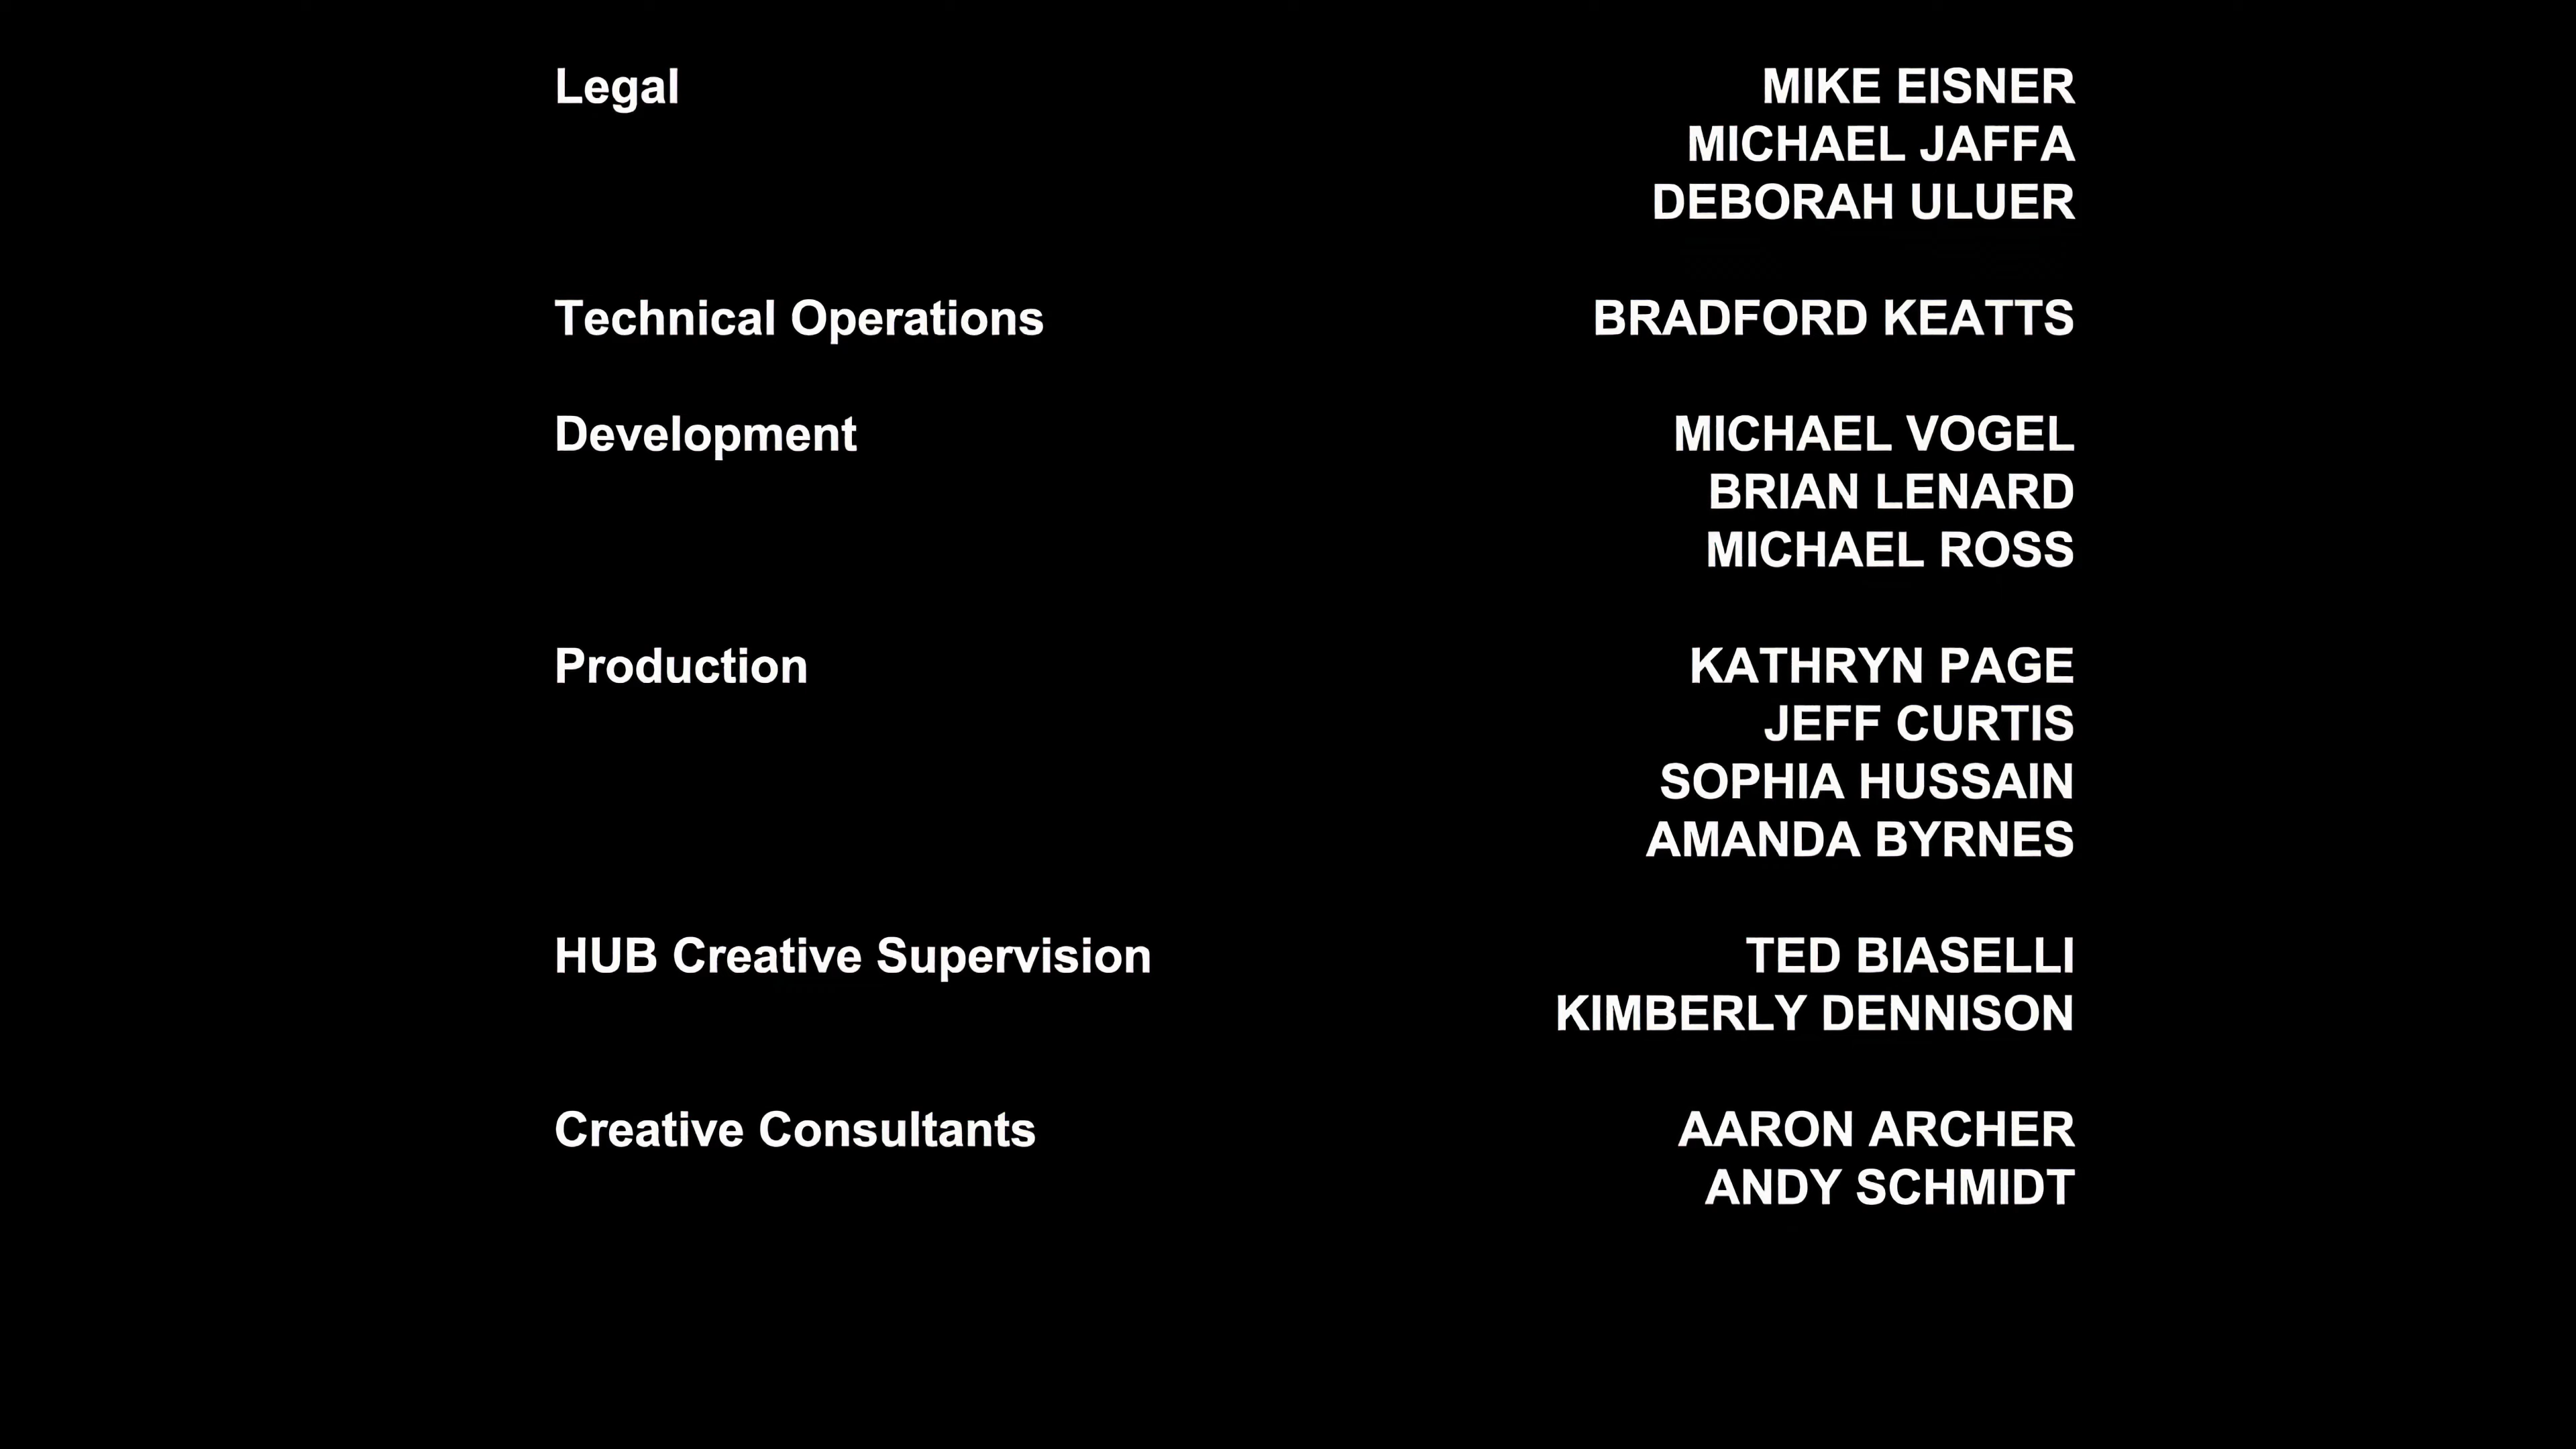 Legal MIKE EISNER
MICHAEL JAFFA
DEBORAH ULUER
Technical Operations BRADFORD KEATTS
Development MICHAEL VOGEL
BRIAN LENARD
MICHAEL ROSS
Production KATHRYN PAGE
JEFF CURTIS
SOPHIA HUSSAIN
AMANDA BYRNES
HUB Creative Supervision TED BIASELLI
KIMBERLY DENNISON
Creative Consultants AARON ARCHER
ANDY SCHMIDT